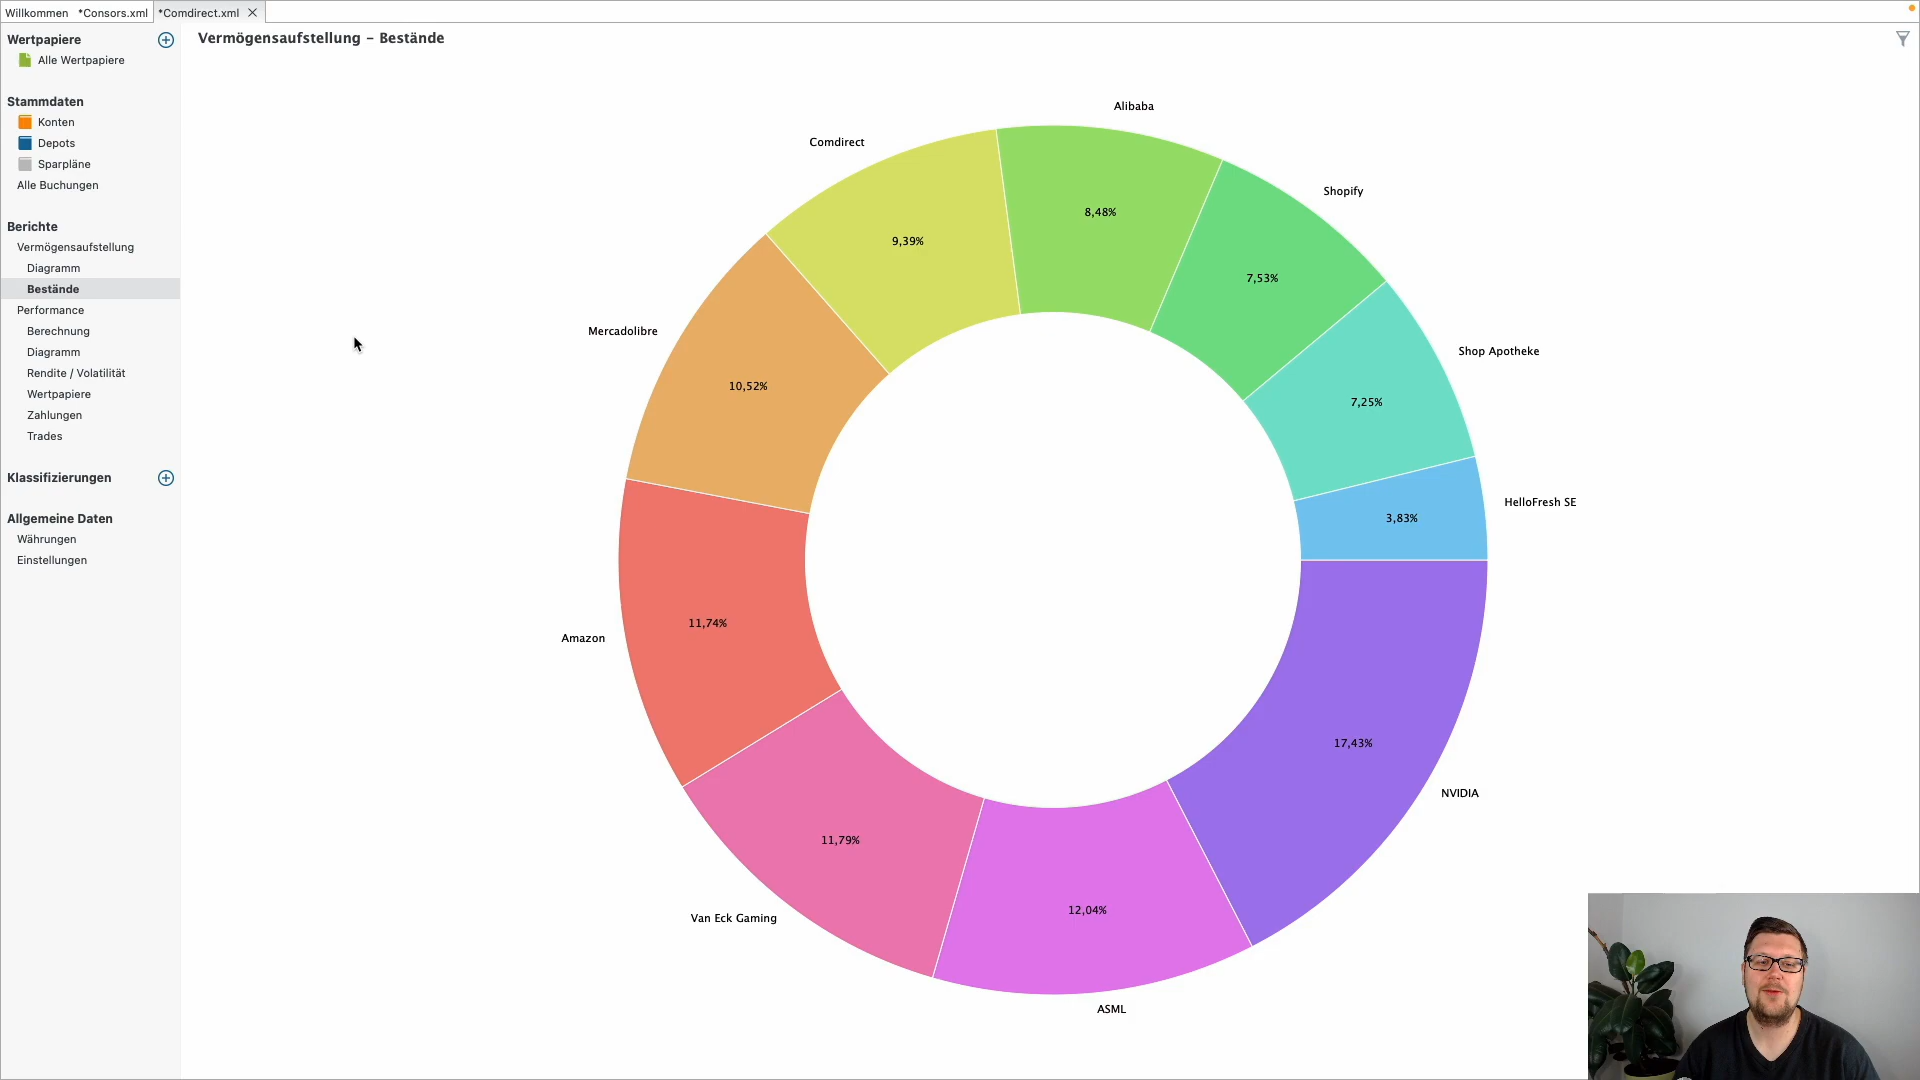 Willkommen
*Consors.xml
*Comdirect.xml
Wertpapiere
Alle Wertpapiere
Stammdaten
Konten
Depots
Sparpläne
Alle Buchungen
Berichte
Vermögensaufstellung
Diagramm
Bestände
Performance
Berechnung
Diagramm
Rendite / Volatilität
Wertpapiere
Zahlungen
Trades
Klassifizierungen
Allgemeine Daten
Währungen
Einstellungen
Vermögensaufstellung – Bestände
Alibaba
8,48%
Comdirect
9,39%
Shopify
7,53%
Mercadolibre
10,52%
Shop Apotheke
7,25%
HelloFresh SE
3,83%
Amazon
11,74%
NVIDIA
17,43%
Van Eck Gaming
11,79%
ASML
12,04%